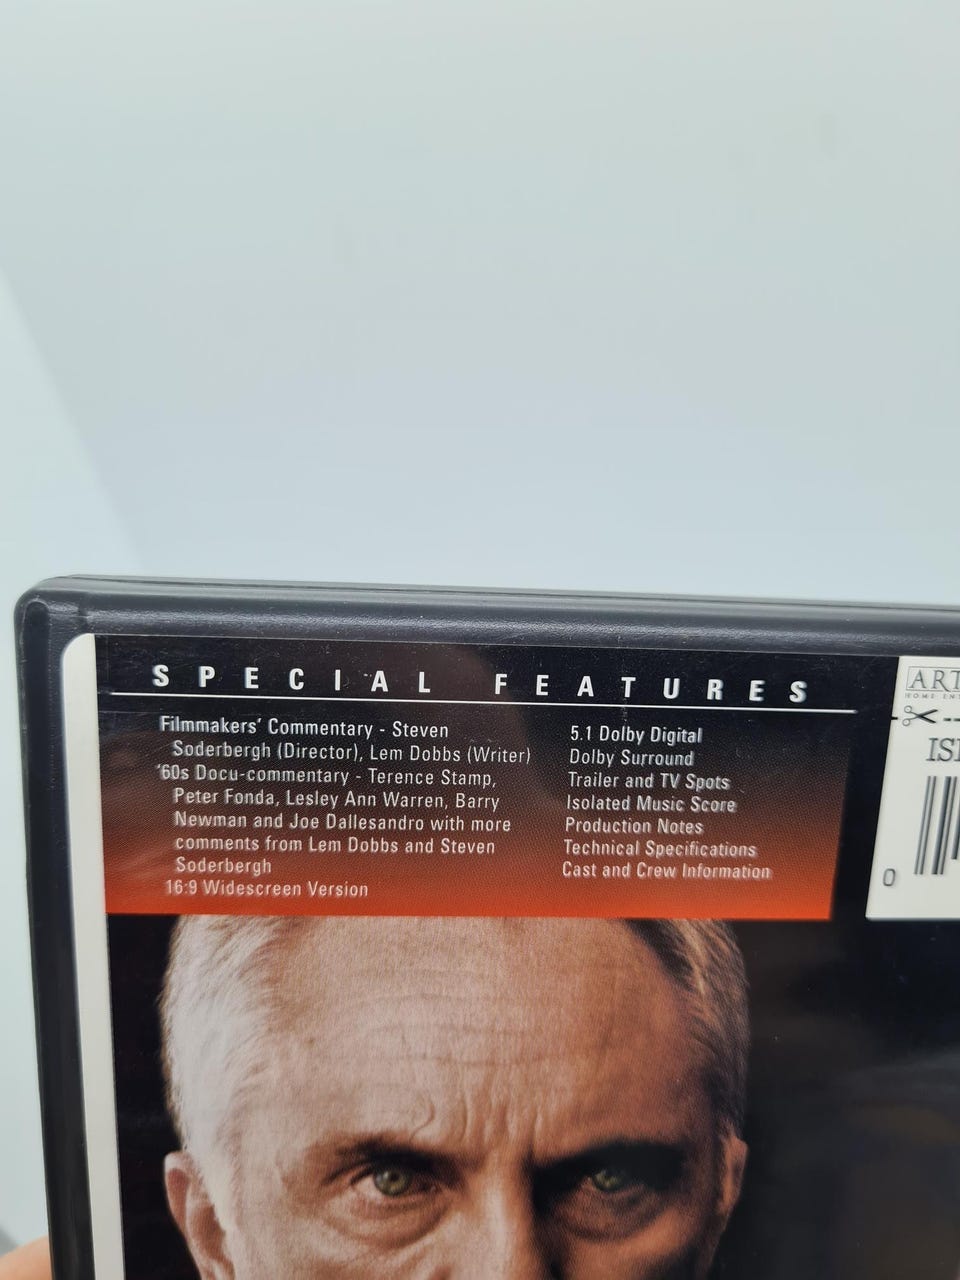 SPECIAL FEATURES
Filmmakers' Commentary - Steven
Soderbergh (Director), Lem Dobbs (Writer)
'60s Docu-commentary - Terence Stamp,
Peter Fonda, Lesley Ann Warren, Barry
Newman and Joe Dallesandro with more
comments from Lem Dobbs and Steven
Soderbergh
16:9 Widescreen Version
5.1 Dolby Digital
Dolby Surround
Trailer and TV Spots
Isolated Music Score
Production Notes
Technical Specifications
Cast and Crew Information
ART
HOME ENT
0